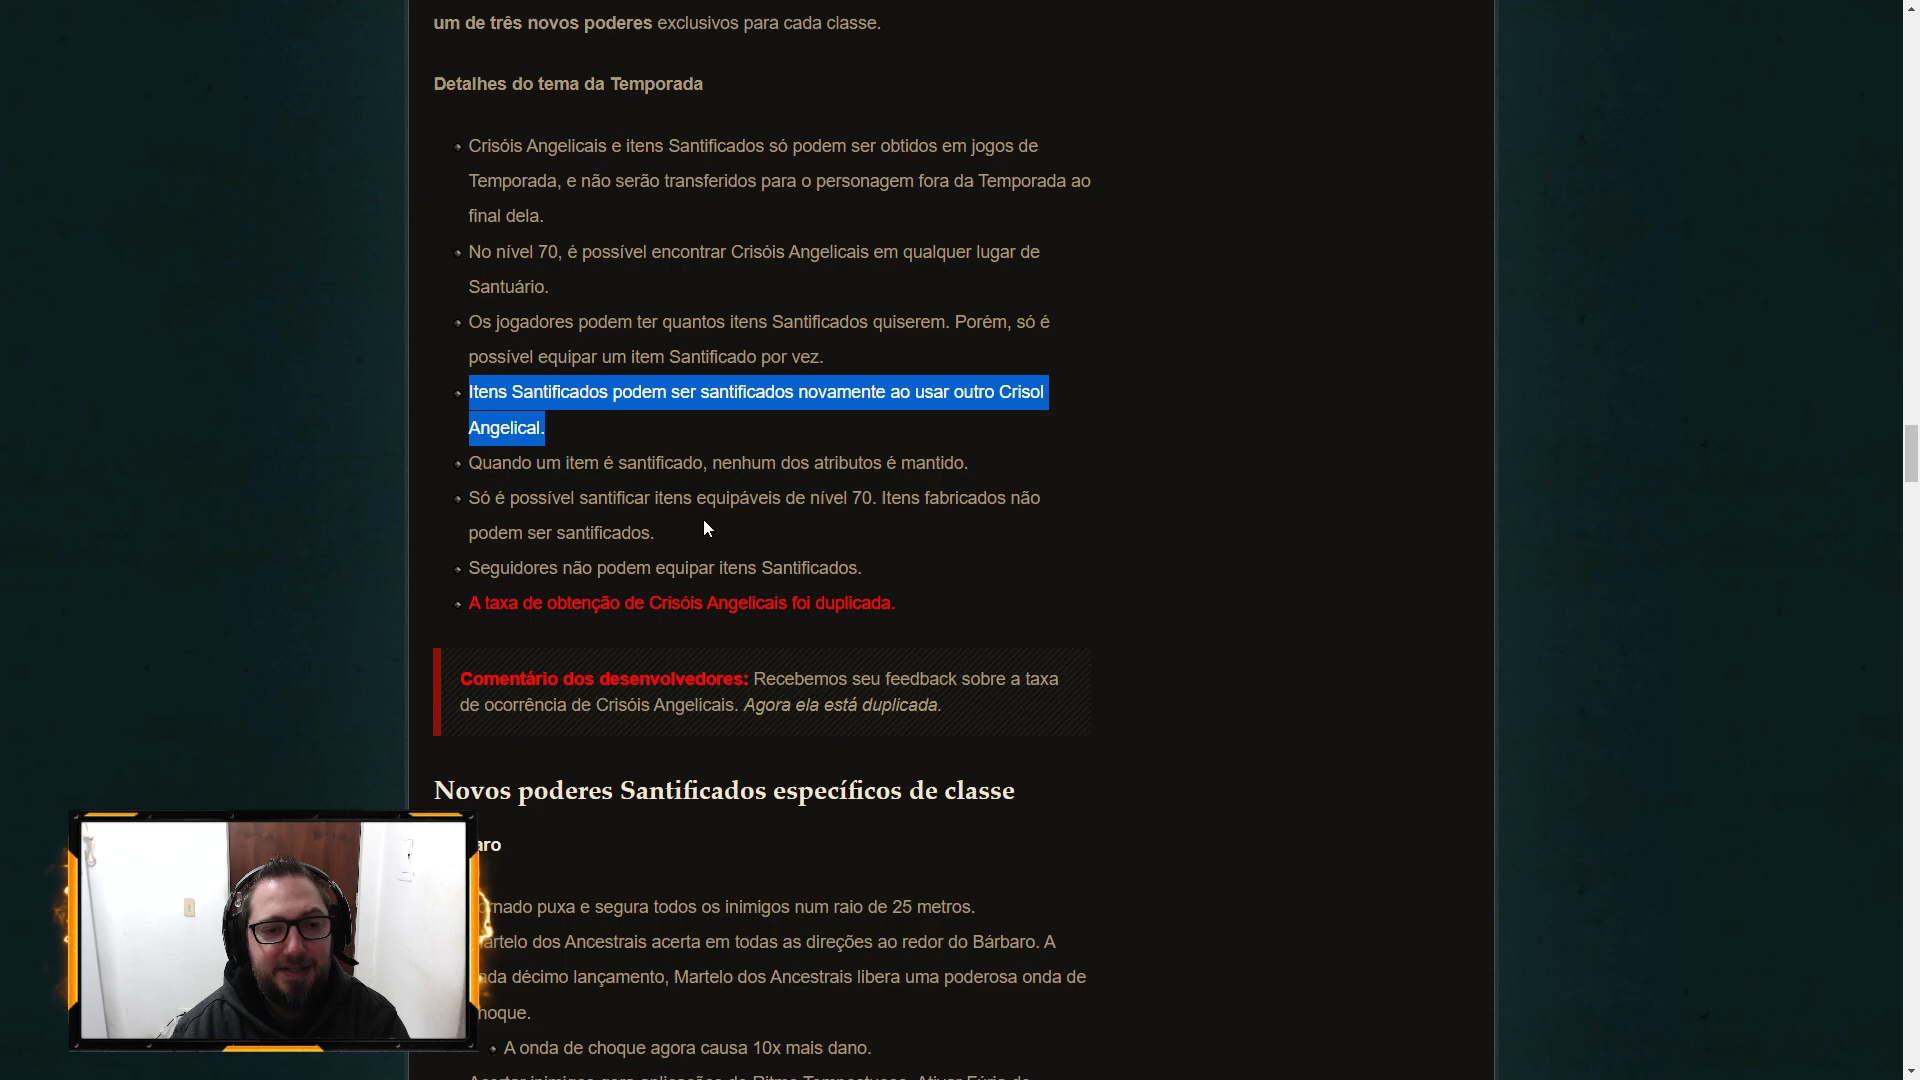 um de três novos poderes exclusivos para cada classe.
Detalhes do tema da Temporada
Crisóis Angelicais e itens Santificados só podem ser obtidos em jogos de
Temporada, e não serão transferidos para o personagem fora da Temporada ao
final dela.
No nível 70, é possível encontrar Crisóis Angelicais em qualquer lugar de
Santuário.
Os jogadores podem ter quantos itens Santificados quiserem. Porém, só é
possível equipar um item Santificado por vez.
Itens Santificados podem ser santificados novamente ao usar outro Crisol
Angelical.
Quando um item é santificado, nenhum dos atributos é mantido.
Só é possível santificar itens equipáveis de nível 70. Itens fabricados não
podem ser santificados.
Seguidores não podem equipar itens Santificados.
A taxa de obtenção de Crisóis Angelicais foi duplicada.
Comentário dos desenvolvedores: Recebemos seu feedback sobre a taxa
de ocorrência de Crisóis Angelicais. Agora ela está duplicada.
Novos poderes Santificados específicos de classe
aro
rnado puxa e segura todos os inimigos num raio de 25 metros.
artelo dos Ancestrais acerta em todas as direções ao redor do Bárbaro. A
da décimo lançamento, Martelo dos Ancestrais libera uma poderosa onda de
hoque.
A onda de choque agora causa 10x mais dano.